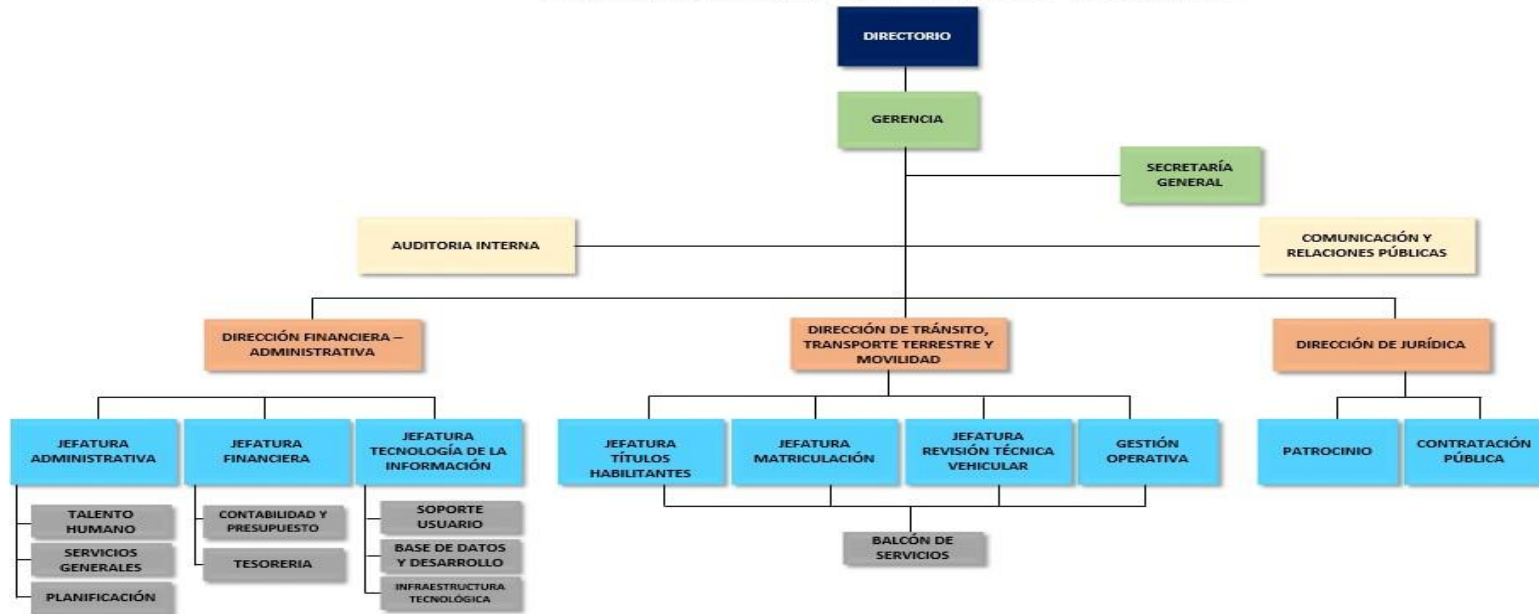 DIRECTORIO
GERENCIA
SECRETARÍA
GENERAL
AUDITORIA INTERNA
COMUNICACIÓN Y
RELACIONES PÚBLICAS
DIRECCIÓN FINANCIERA –
ADMINISTRATIVA
DIRECCIÓN DE TRÁNSITO,
TRANSPORTE TERRESTRE Y
MOVILIDAD
DIRECCIÓN DE JURÍDICA
JEFATURA
ADMINISTRATIVA
JEFATURA
FINANCIERA
JEFATURA
TECNOLOGÍA DE LA
INFORMACIÓN
JEFATURA
TÍTULOS
HABILITANTES
JEFATURA
MATRICULACIÓN
JEFATURA
REVISIÓN TÉCNICA
VEHICULAR
GESTIÓN
OPERATIVA
PATROCINIO
CONTRATACIÓN
PÚBLICA
TALENTO
HUMANO
SERVICIOS
GENERALES
PLANIFICACIÓN
CONTABILIDAD Y
PRESUPUESTO
TESORERIA
SOPORTE
USUARIO
BASE DE DATOS
Y DESARROLLO
INFRAESTRUCTURA
TECNOLÓGICA
BALCÓN DE
SERVICIOS